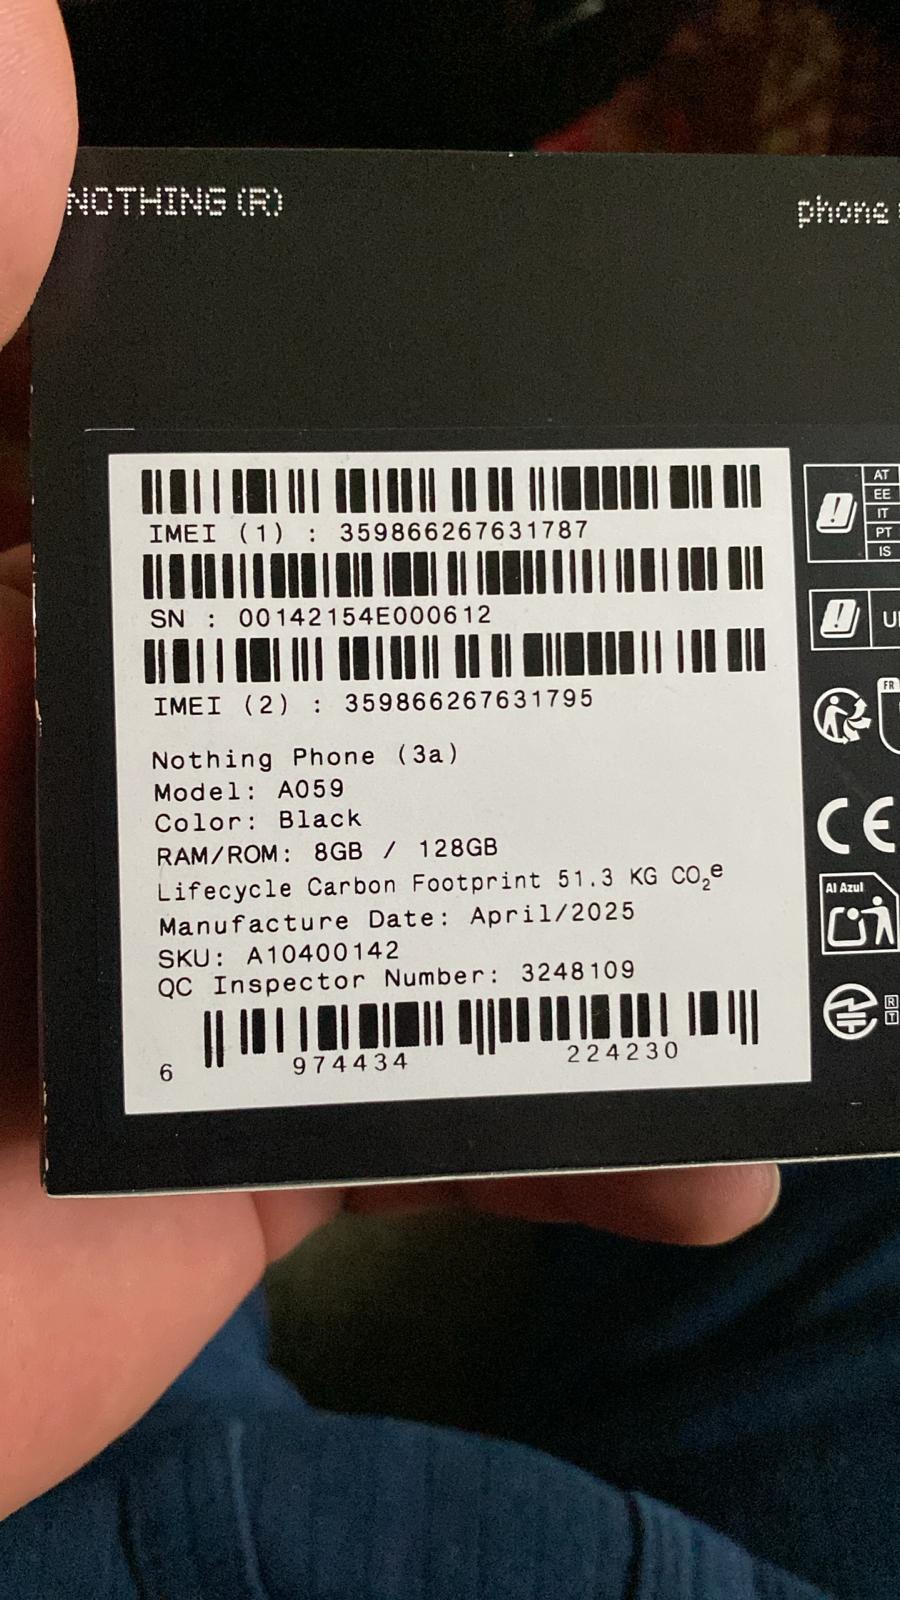 NOTHING (R)
phone
IMEI (1) : 359866267631787
SN : 00142154E000612
IMEI (2) : 359866267631795
Nothing Phone (3a)
Model: A059
Color: Black
RAM/ROM: 8GB / 128GB
Lifecycle Carbon Footprint 51.3 KG CO₂e
Manufacture Date: April/2025
SKU: A10400142
QC Inspector Number: 3248109
6 974434 224230
AT
EE
IT
PT
IS
FR
CE
Al Azul
R
T